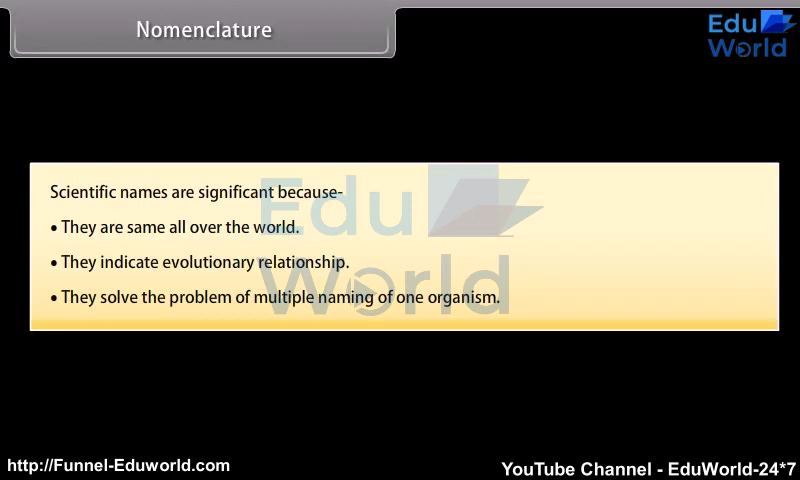 Nomenclature
Edu
World
Scientific names are significant because-
• They are same all over the world.
• They indicate evolutionary relationship.
• They solve the problem of multiple naming of one organism.
Edu
World
http://Funnel-Eduworld.com
YouTube Channel - EduWorld-24*7